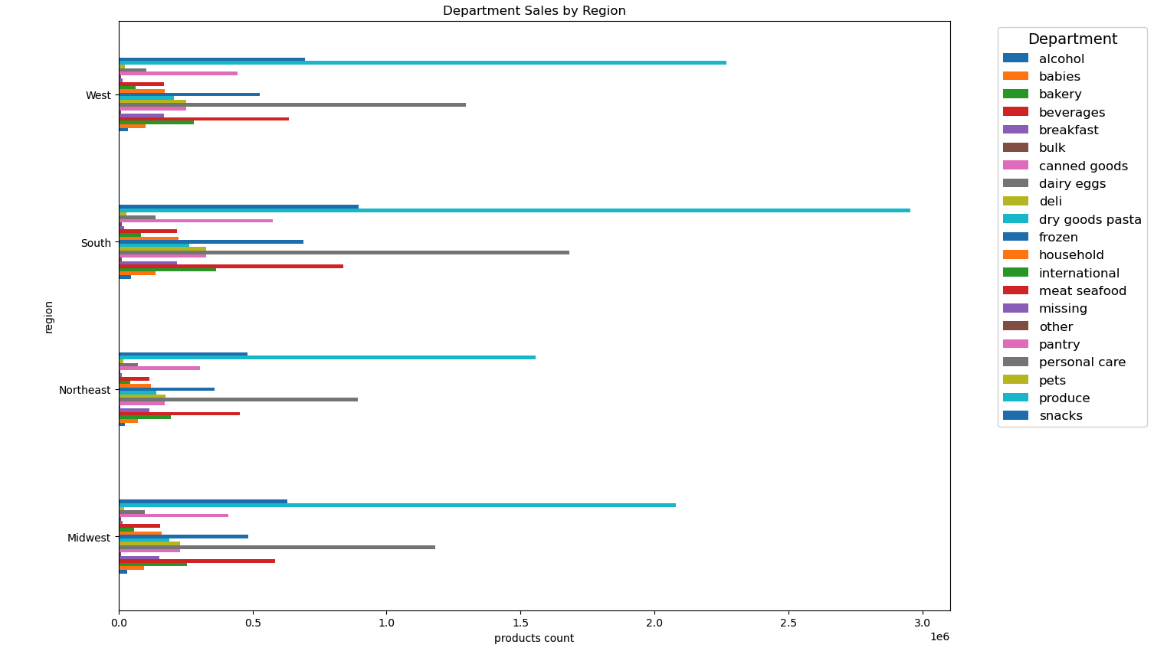 Department Sales by Region
West
South
Northeast
Midwest
region
0.0 0.5 1.0 1.5 2.0 2.5 3.0
1e6
products count
Department
alcohol
babies
bakery
beverages
breakfast
bulk
canned goods
dairy eggs
deli
dry goods pasta
frozen
household
international
meat seafood
missing
other
pantry
personal care
pets
produce
snacks